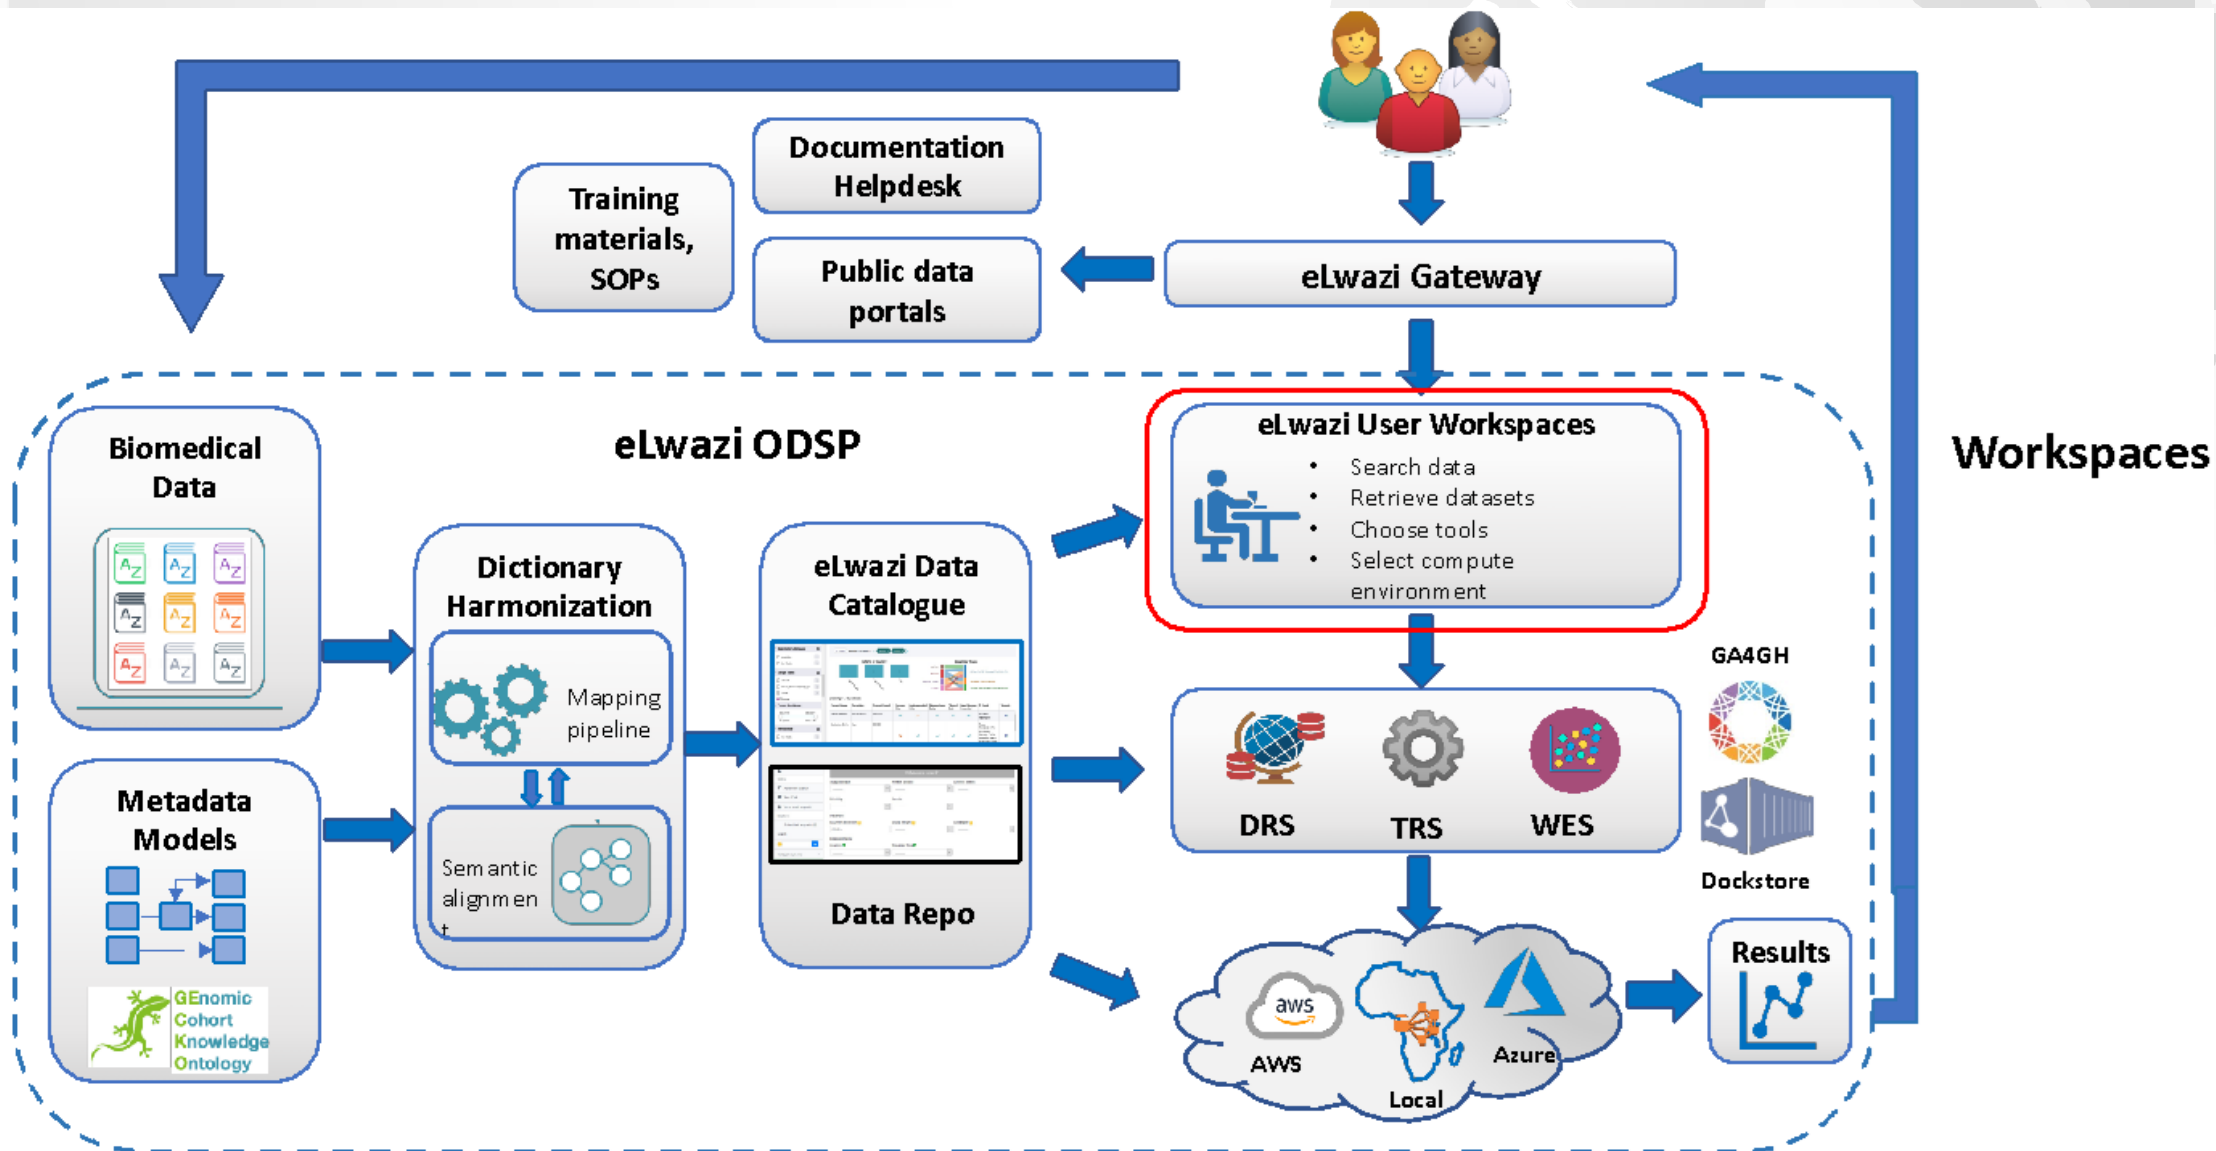 Documentation
Helpdesk
Training
materials,
SOPs
Public data
portals
eLwazi Gateway
eLwazi ODSP
eLwazi User Workspaces
• Search data
• Retrieve datasets
• Choose tools
• Select compute
environment
Workspaces
Biomedical
Data
A Z
A Z
A Z
A Z
A Z
A Z
A Z
A Z
A Z
Dictionary
Harmonization
Mapping
pipeline
Semantic
alignmen
t
eLwazi Data
Catalogue
Data Repo
Metadata
Models
GEnomic
Cohort
Knowledge
Ontology
DRS
TRS
WES
GA4GH
Dockstore
aws
AWS
Local
Azure
Results